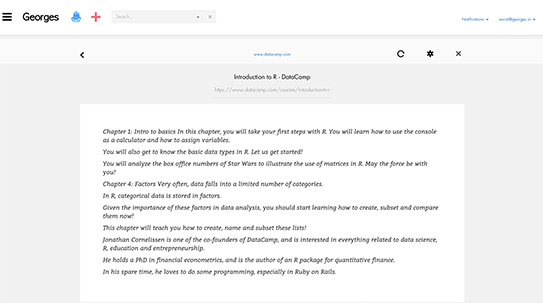 Georges
Search...
Notifications
social@georges.io
www.datacamp.com
Introduction to R - DataCamp
https://www.datacamp.com/courses/introduction-to-r
Chapter 1: Intro to basics In this chapter, you will take your first steps with R. You will learn how to use the console
as a calculator and how to assign variables.
You will also get to know the basic data types in R. Let us get started!
You will analyze the box office numbers of Star Wars to illustrate the use of matrices in R. May the force be with
you!
Chapter 4: Factors Very often, data falls into a limited number of categories.
In R, categorical data is stored in factors.
Given the importance of these factors in data analysis, you should start learning how to create, subset and compare
them now!
This chapter will teach you how to create, name and subset these lists!
Jonathan Cornelissen is one of the co-founders of DataCamp, and is interested in everything related to data science,
R, education and entrepreneurship.
He holds a PhD in financial econometrics, and is the author of an R package for quantitative finance.
In his spare time, he loves to do some programming, especially in Ruby on Rails.